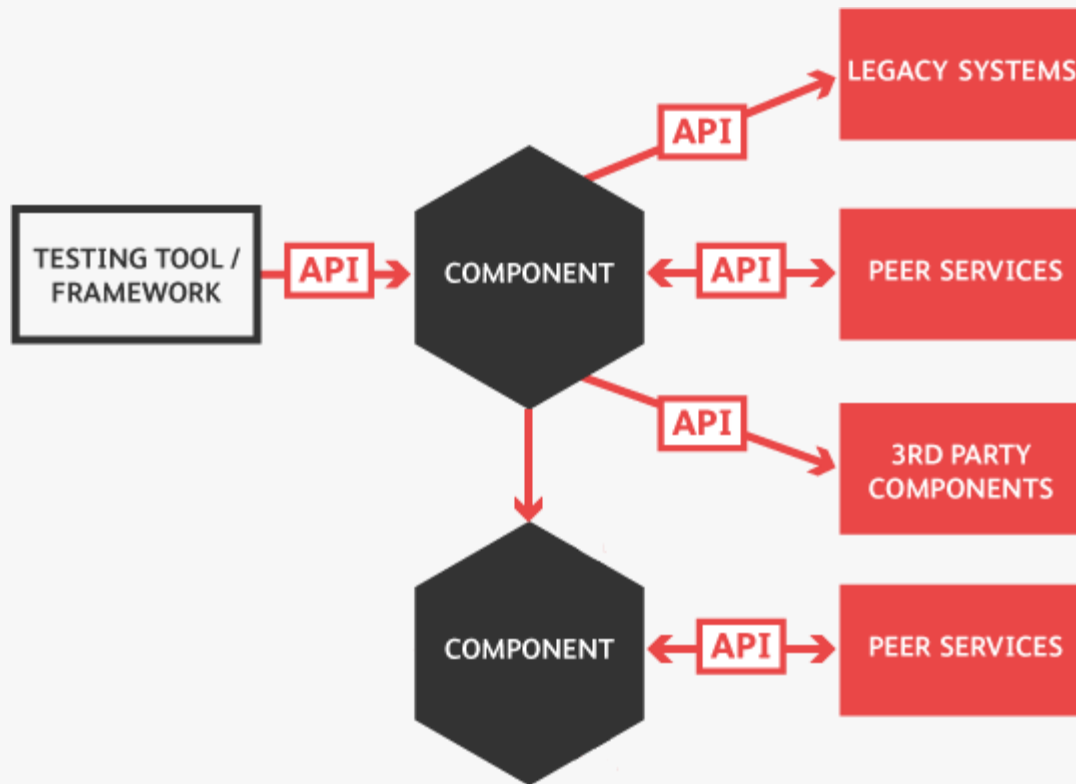 LEGACY SYSTEMS
API
TESTING TOOL /
FRAMEWORK
API
COMPONENT
API
PEER SERVICES
API
3RD PARTY
COMPONENTS
COMPONENT
API
PEER SERVICES